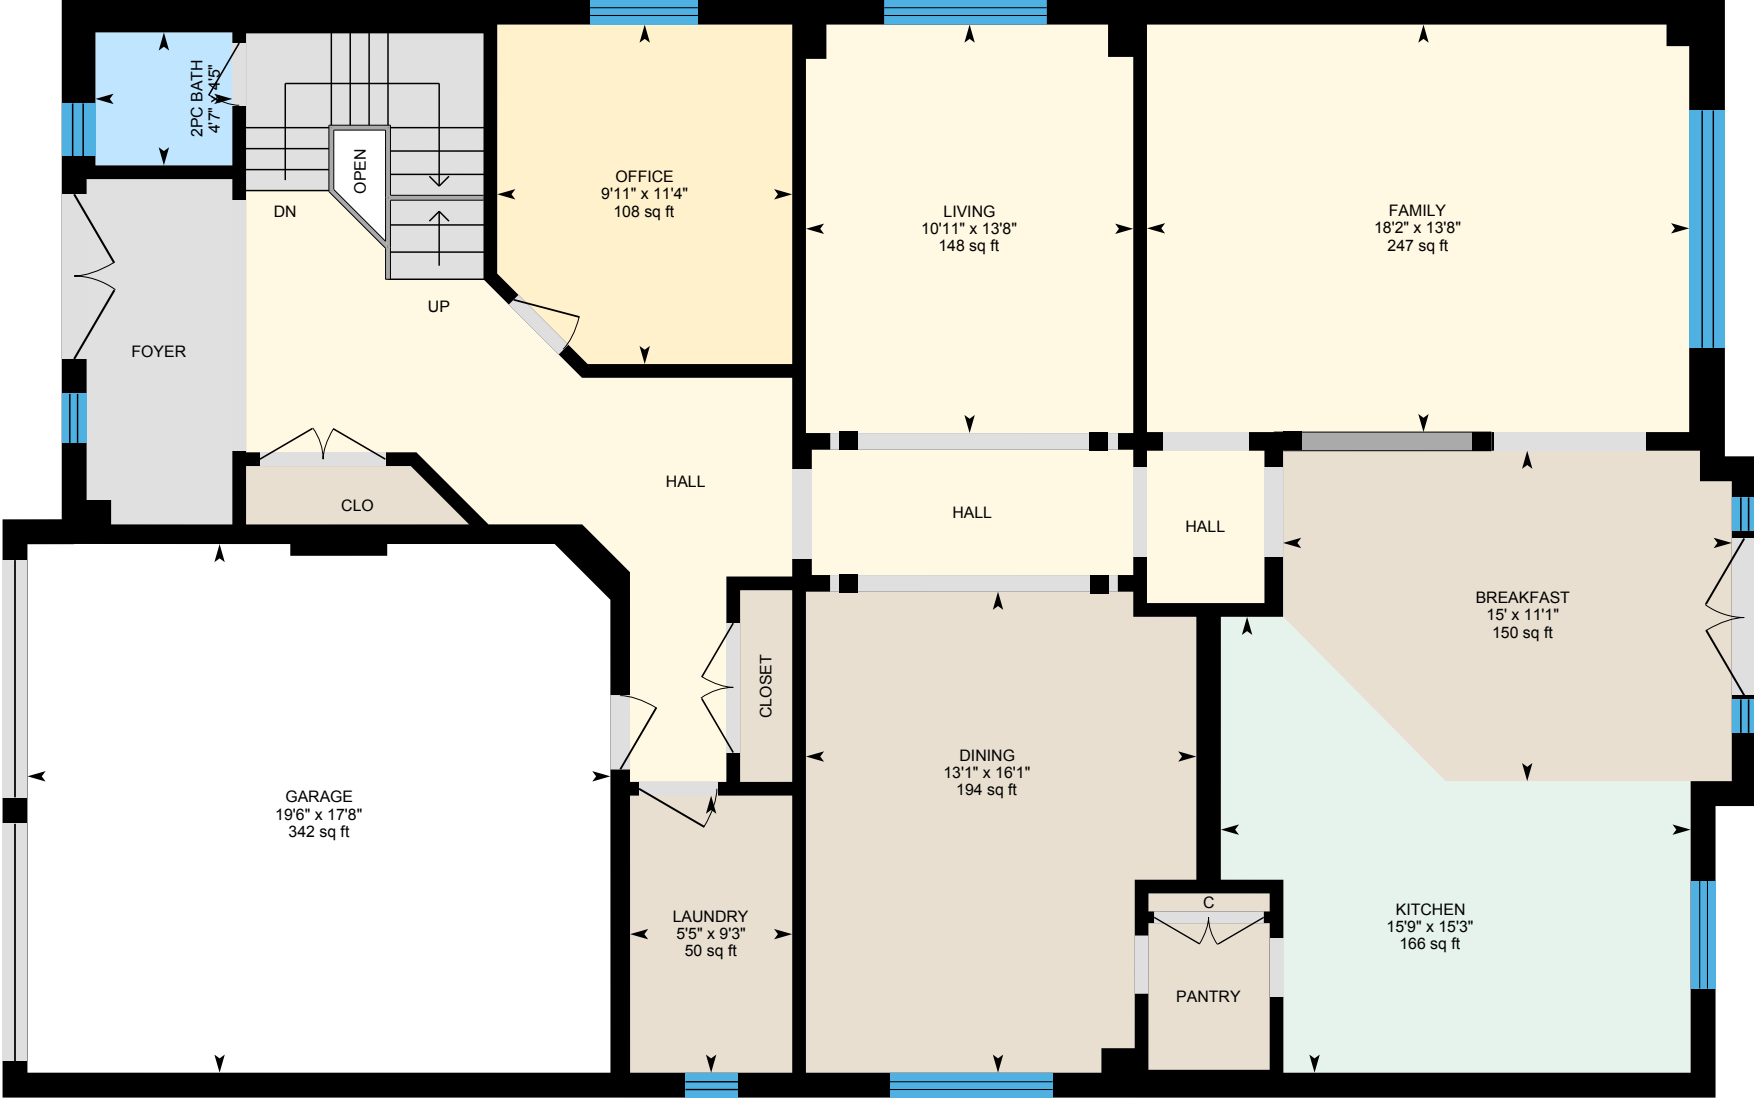 2PC BATH
4'7" x 4'5"
OPEN
DN
UP
FOYER
OFFICE
9'11" x 11'4"
108 sq ft
LIVING
10'11" x 13'8"
148 sq ft
FAMILY
18'2" x 13'8"
247 sq ft
CLO
HALL
HALL
HALL
BREAKFAST
15' x 11'1"
150 sq ft
CLOSET
GARAGE
19'6" x 17'8"
342 sq ft
DINING
13'1" x 16'1"
194 sq ft
LAUNDRY
5'5" x 9'3"
50 sq ft
C
PANTRY
KITCHEN
15'9" x 15'3"
166 sq ft